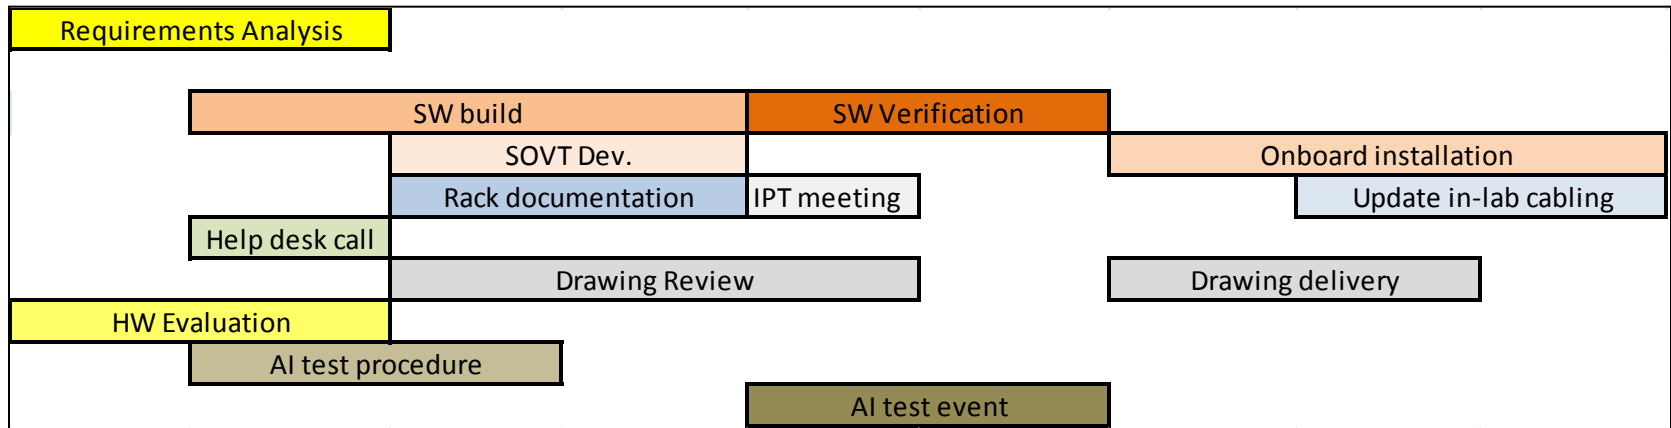 Requirements Analysis
SW build
SW Verification
SOVT Dev.
Onboard installation
Rack documentation
IPT meeting
Update in-lab cabling
Help desk call
Drawing Review
Drawing delivery
HW Evaluation
AI test procedure
AI test event